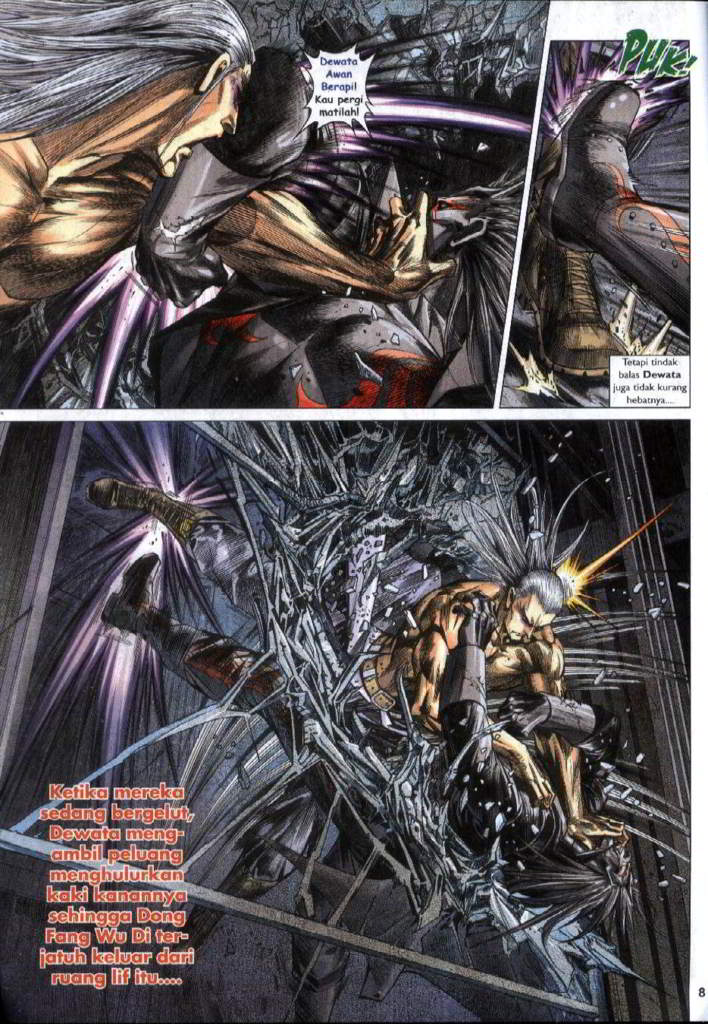 Dewata
Awan
Berapi!
Kau pergi
matilah!
PUK!
Tetapi tindak
balas Dewata
juga tidak kurang
hebatnya....
Ketika mereka
sedang bergelut,
Dewata meng-
ambil peluang
menghulurkan
kaki kanannya
sehingga Dong
Fang Wu Di ter-
jatuh keluar dari
ruang lif itu....
8